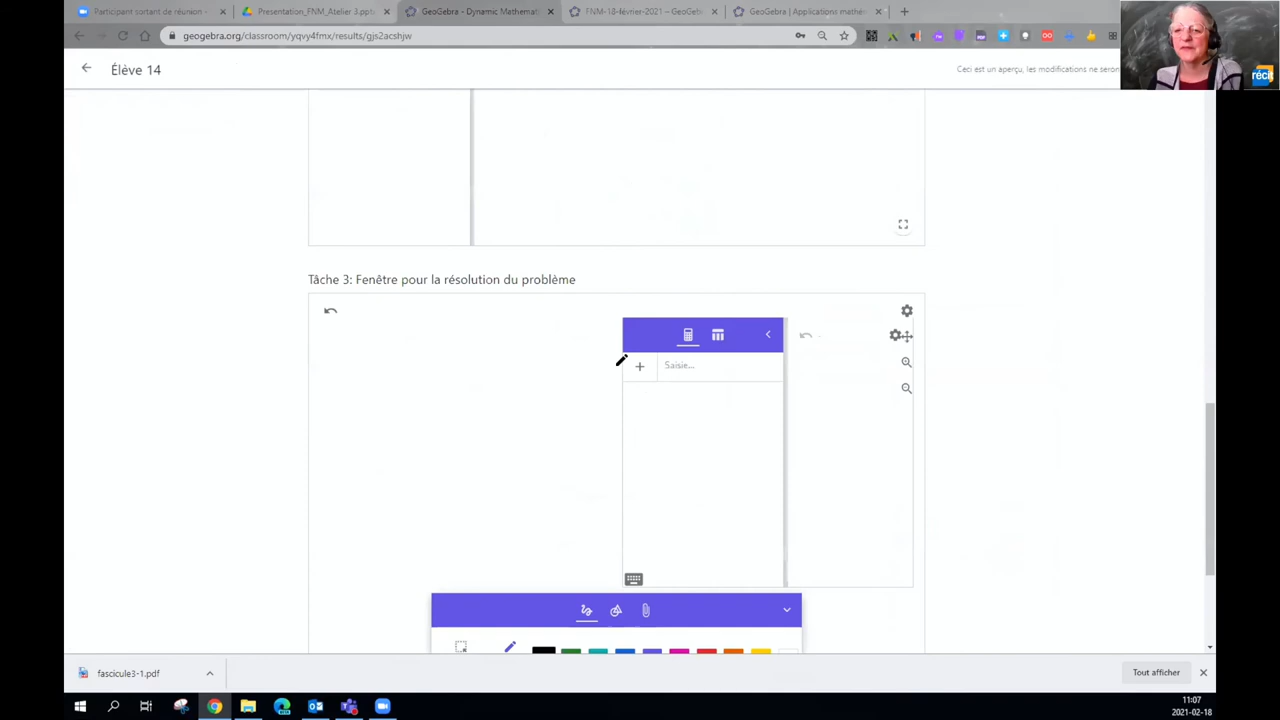 Participant sortant de réunion -
Presentation_FNM_Atelier 3.pptx
GeoGebra - Dynamic Mathemati
FNM-18-février-2021 – GeoGeb
GeoGebra | Applications mathé
geogebra.org/classroom/yqvy4fmx/results/gjs2acshjw
Élève 14
Ceci est un aperçu, les modifications ne seron
récit
Tâche 3: Fenêtre pour la résolution du problème
Saisie...
fascicule3-1.pdf
Tout afficher
11:07
2021-02-18